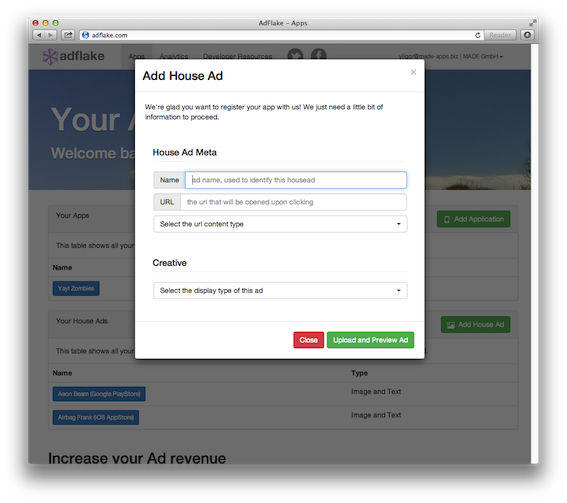 AdFlake – Apps
adflake.com
Reader
adflake
Apps
Analytics
Developer Resources
MADE GmbH
Add House Ad
×
We're glad you want to register your app with us! We just need a little bit of
information to proceed.
House Ad Meta
Name
ad name, used to identify this housead
URL
the url that will be opened upon clicking
Select the url content type
Creative
Select the display type of this ad
Close
Upload and Preview Ad
Your A
Welcome ba
Your Apps
Add Application
This table shows all your
Name
Yay! Zombies
Your House Ads
Add House Ad
This table shows all your
Name
Type
Aeon Beam (Google PlayStore)
Image and Text
Airbag Frank (iOS AppStore)
Image and Text
Increase your Ad revenue